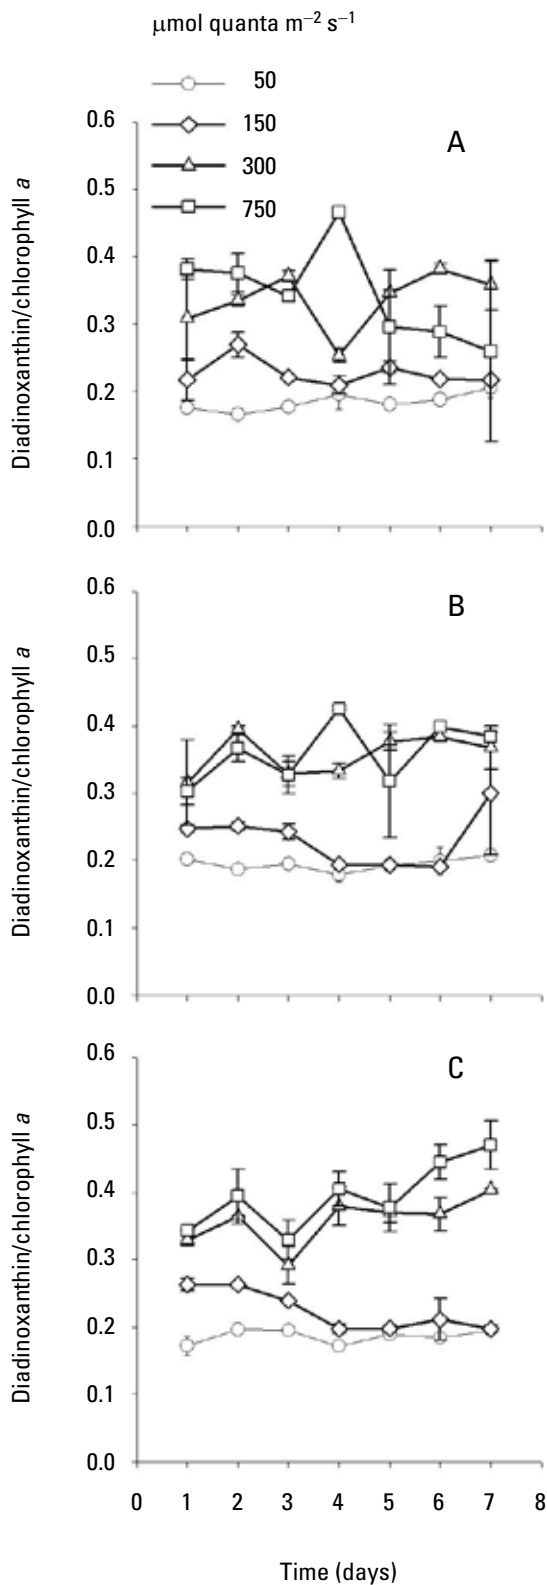 μmol quanta m⁻² s⁻¹
50
150
300
750
A
0.6
0.5
0.4
0.3
0.2
0.1
0.0
Diadinoxanthin/chlorophyll a
B
0.6
0.5
0.4
0.3
0.2
0.1
0.0
Diadinoxanthin/chlorophyll a
C
0.6
0.5
0.4
0.3
0.2
0.1
0.0
Diadinoxanthin/chlorophyll a
0 1 2 3 4 5 6 7 8
Time (days)